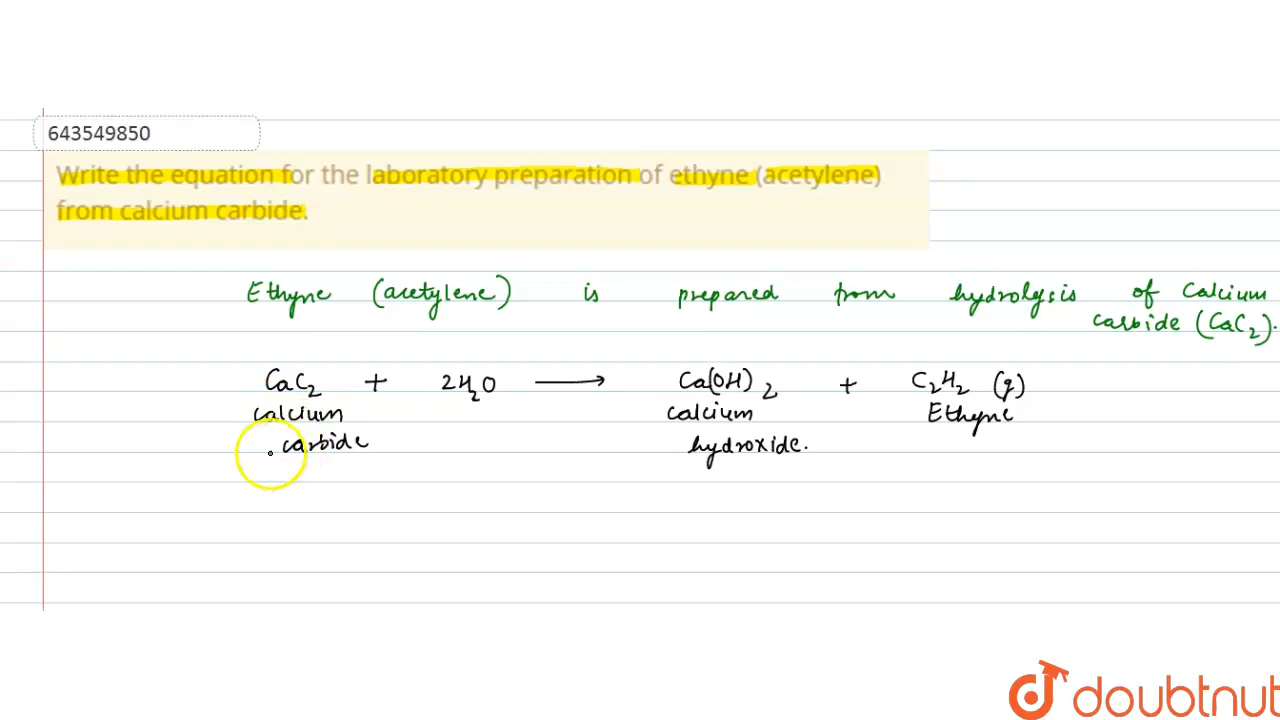 643549850
Write the equation for the laboratory preparation of ethyne (acetylene)
from calcium carbide.
Ethyne (acetylene) is prepared from hydrolysis of Calcium
carbide (CaC2).
CaC2 + 2H2O ⟶ Ca(OH)2 + C2H2 (g)
calcium calcium Ethyne
carbide hydroxide.
doubtnut